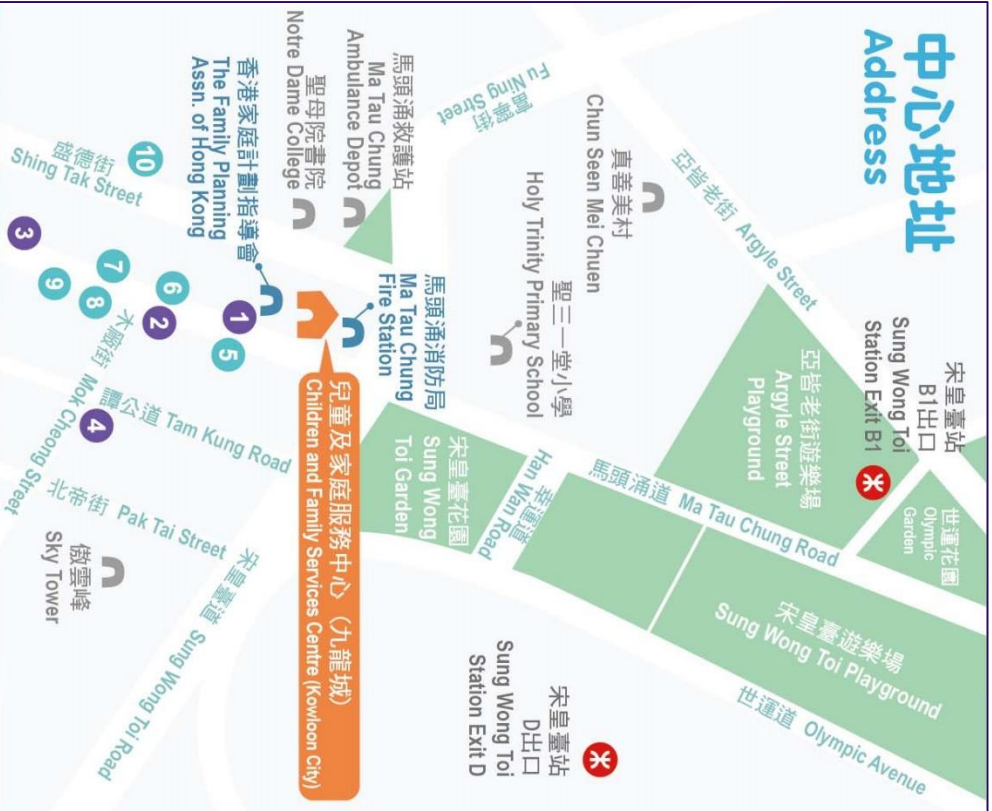 中心地址
Address
亞皆老街 Argyle Street
富寧街
Fu Ning Street
真善美村
Chun Seen Mei Chuen
聖三一堂小學
Holy Trinity Primary School
宋皇臺站
B1出口
Sung Wong Toi
Station Exit B1
世運花園
Olympic
Garden
亞皆老街遊樂場
Argyle Street
Playground
馬頭涌道 Ma Tau Chung Road
宋皇臺遊樂場
Sung Wong Toi Playground
世運道 Olympic Avenue
宋皇臺站
D出口
Sung Wong Toi
Station Exit D
幸運道
Han Wan Road
宋皇臺花園
Sung Wong
Toi Garden
馬頭涌救護站
Ma Tau Chung
Ambulance Depot
聖母院書院
Notre Dame College
香港家庭計劃指導會
The Family Planning
Assn. of Hong Kong
馬頭涌消防局
Ma Tau Chung
Fire Station
兒童及家庭服務中心(九龍城)
Children and Family Services Centre (Kowloon City)
盛德街
Shing Tak Street
10
3
7
9
8
6
2
1
5
4
木廠街 Mok Cheong Street
譚公道 Tam Kung Road
北帝街 Pak Tai Street
宋皇臺道 Sung Wong Toi Road
傲雲峰
Sky Tower